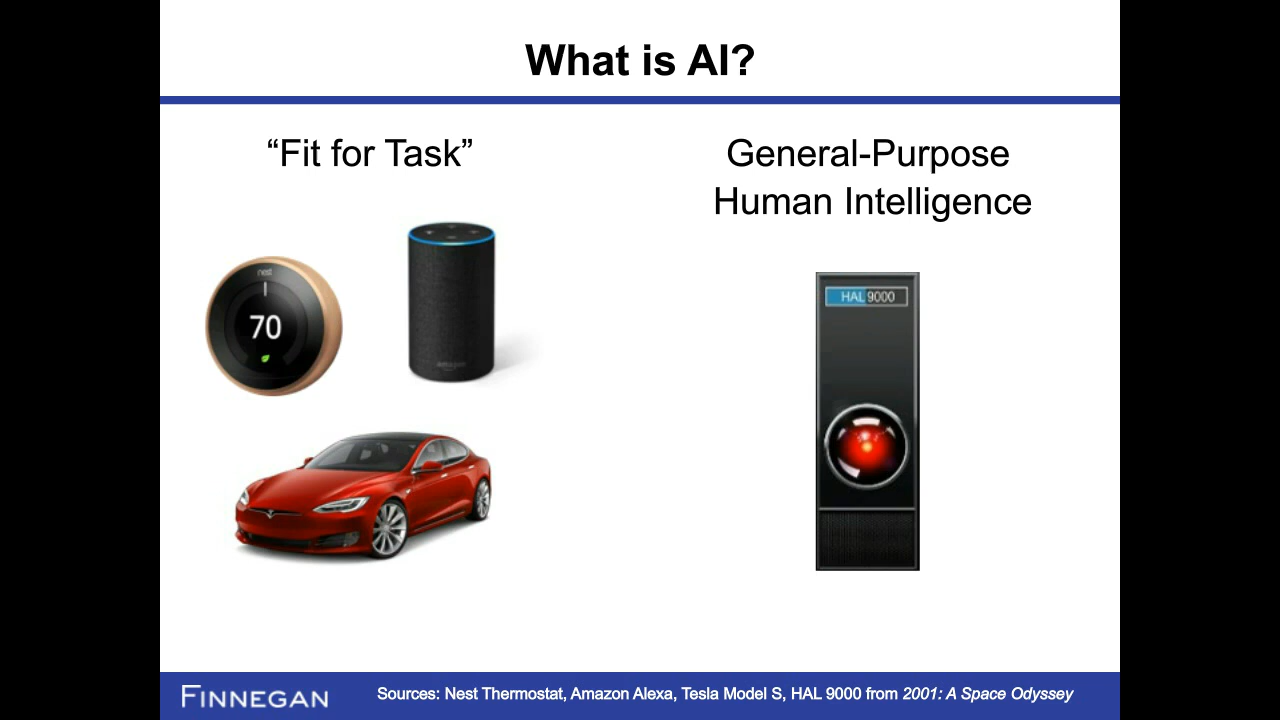 What is AI?
“Fit for Task”
General-Purpose
Human Intelligence
nest
70
amazon
HAL 9000
FINNEGAN
Sources: Nest Thermostat, Amazon Alexa, Tesla Model S, HAL 9000 from 2001: A Space Odyssey